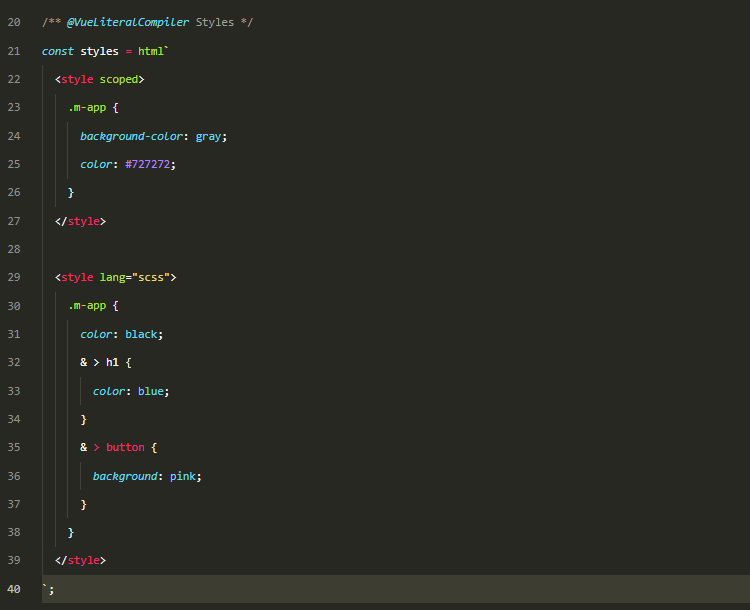 20 /** @VueLiteralCompiler Styles */
21 const styles = html`
22   <style scoped>
23     .m-app {
24       background-color: gray;
25       color: #727272;
26     }
27   </style>
28
29   <style lang="scss">
30     .m-app {
31       color: black;
32       & > h1 {
33         color: blue;
34       }
35       & > button {
36         background: pink;
37       }
38     }
39   </style>
40 `;